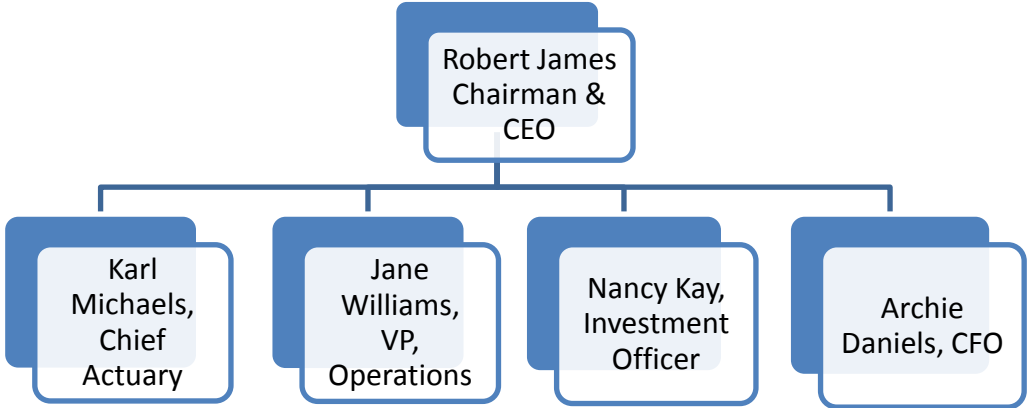 Robert James
Chairman &
CEO
Karl
Michaels,
Chief
Actuary
Jane
Williams,
VP,
Operations
Nancy Kay,
Investment
Officer
Archie
Daniels, CFO